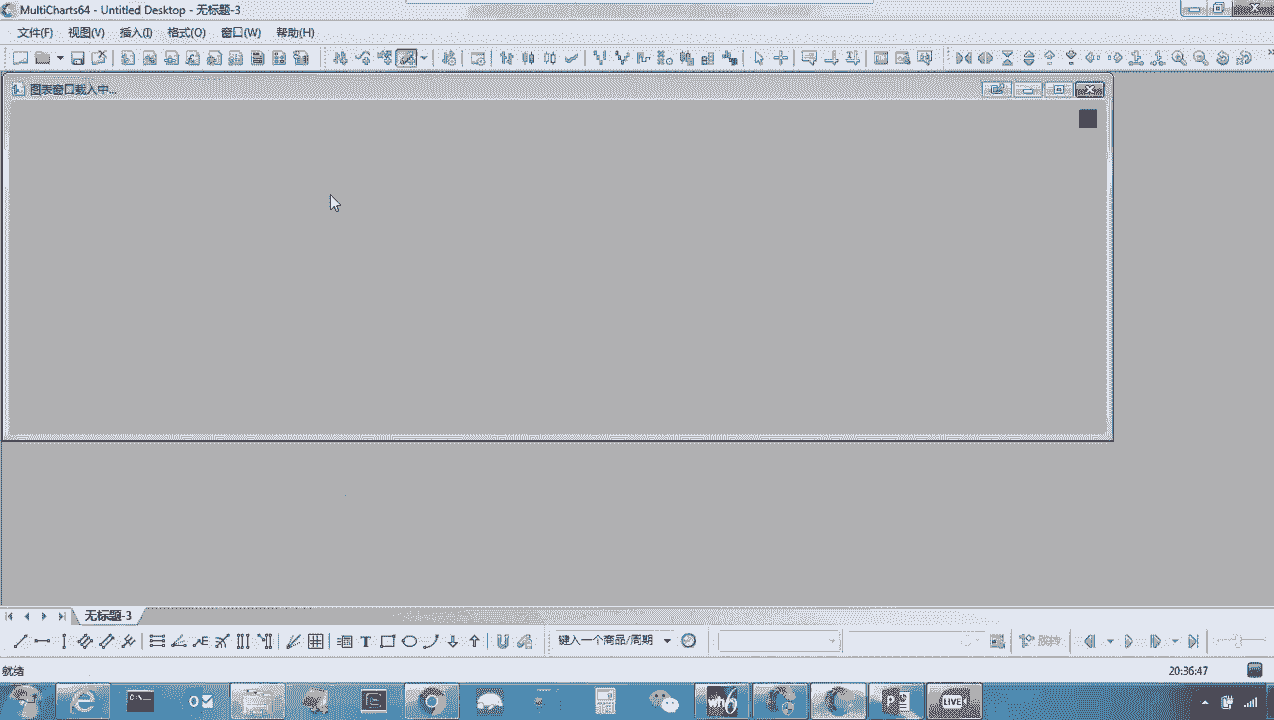 MultiCharts64 - Untitled Desktop - 无标题-3
文件(F) 视图(V) 插入(I) 格式(O) 窗口(W) 帮助(H)
图表窗口载入中...
无标题-3
键入一个商品/周期
就绪
20:36:47
LIVE